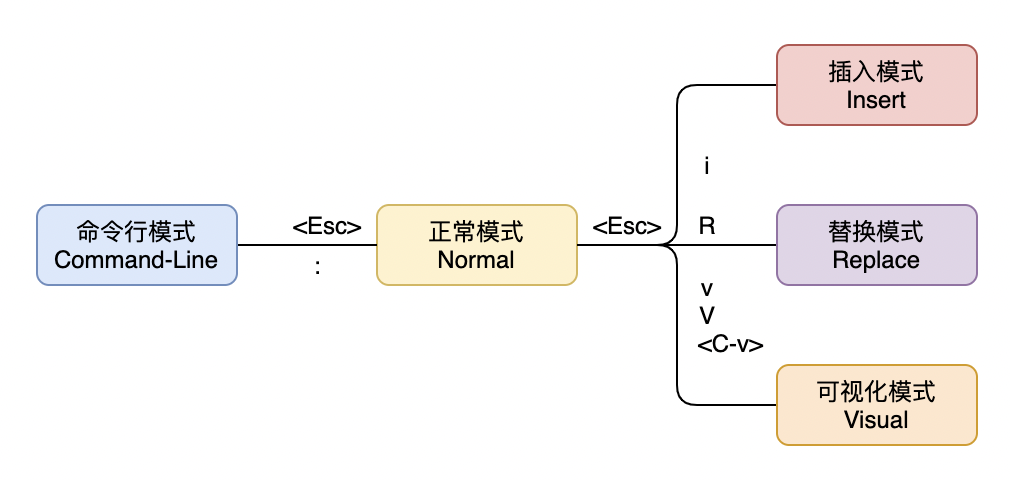 命令行模式
Command-Line
<Esc>
:
正常模式
Normal
<Esc>
插入模式
Insert
i
R
替换模式
Replace
v
V
<C-v>
可视化模式
Visual